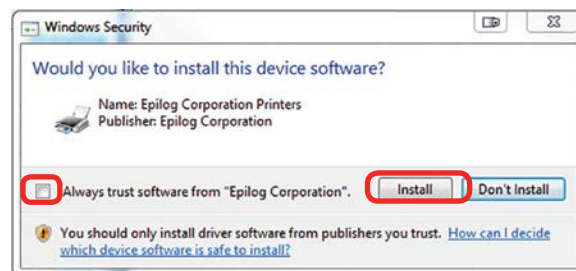 Windows Security
Would you like to install this device software?
Name: Epilog Corporation Printers
Publisher: Epilog Corporation
Always trust software from "Epilog Corporation".
Install
Don't Install
You should only install driver software from publishers you trust. How can I decide
which device software is safe to install?